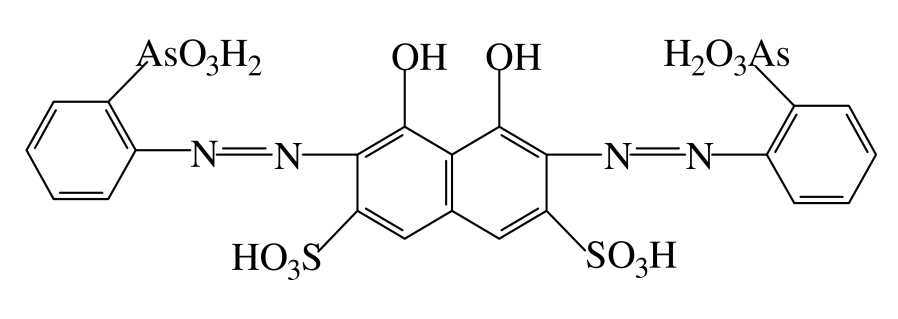 AsO₃H₂ OH OH H₂O₃As
N N N N
HO₃S SO₃H